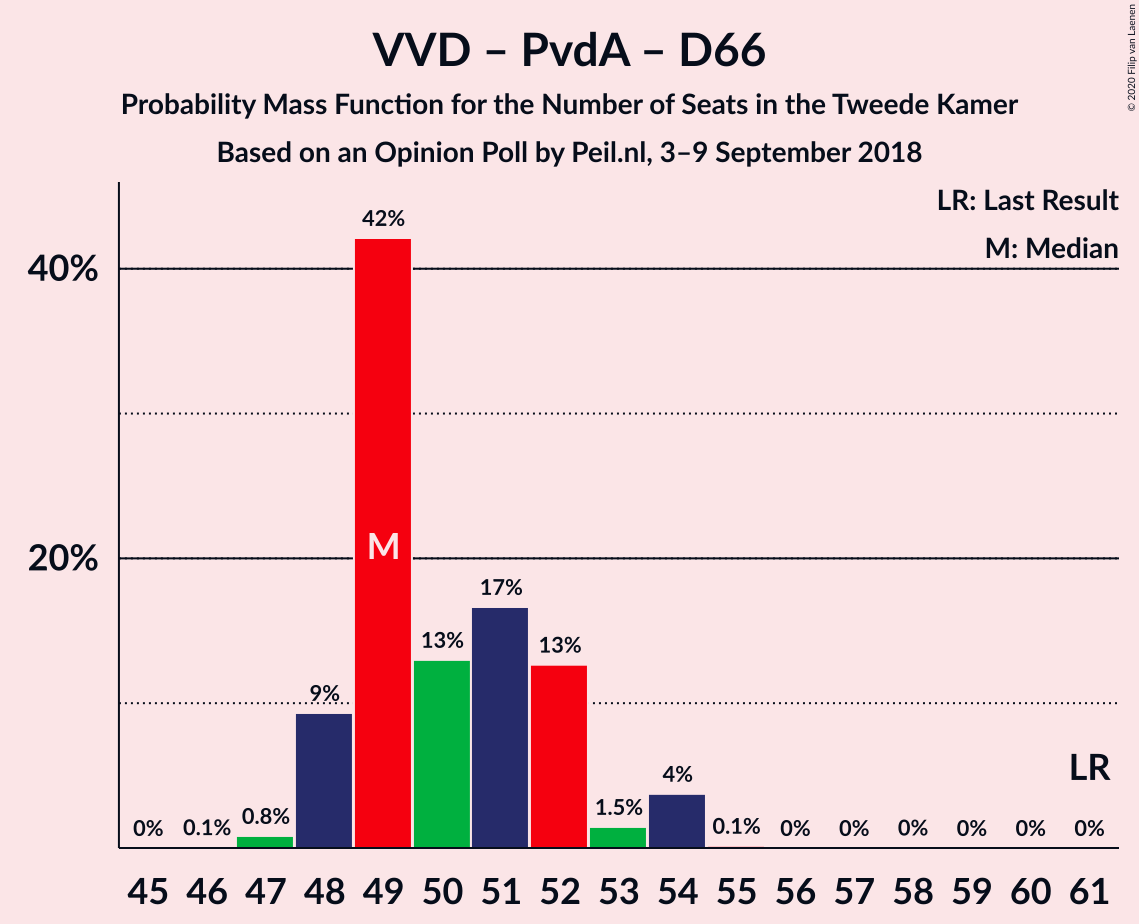 VVD – PvdA – D66
Probability Mass Function for the Number of Seats in the Tweede Kamer
Based on an Opinion Poll by Peil.nl, 3–9 September 2018
© 2020 Filip van Laenen
LR: Last Result
M: Median
40%
20%
0%
0.1%
0.8%
9%
42%
M
13%
17%
13%
1.5%
4%
0.1%
0%
0%
0%
0%
0%
0%
LR
45 46 47 48 49 50 51 52 53 54 55 56 57 58 59 60 61